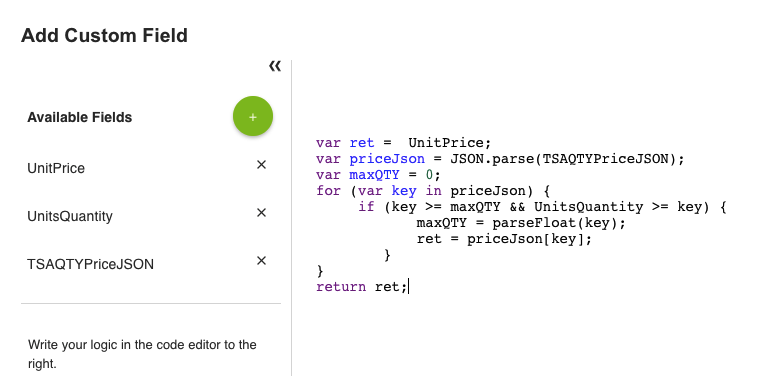 Add Custom Field
«
Available Fields
+
UnitPrice ×
UnitsQuantity ×
TSAQTYPriceJSON ×
Write your logic in the code editor to the
right.
var ret =  UnitPrice;
var priceJson = JSON.parse(TSAQTYPriceJSON);
var maxQTY = 0;
for (var key in priceJson) {
     if (key >= maxQTY && UnitsQuantity >= key) {
            maxQTY = parseFloat(key);
            ret = priceJson[key];
        }
}
return ret;